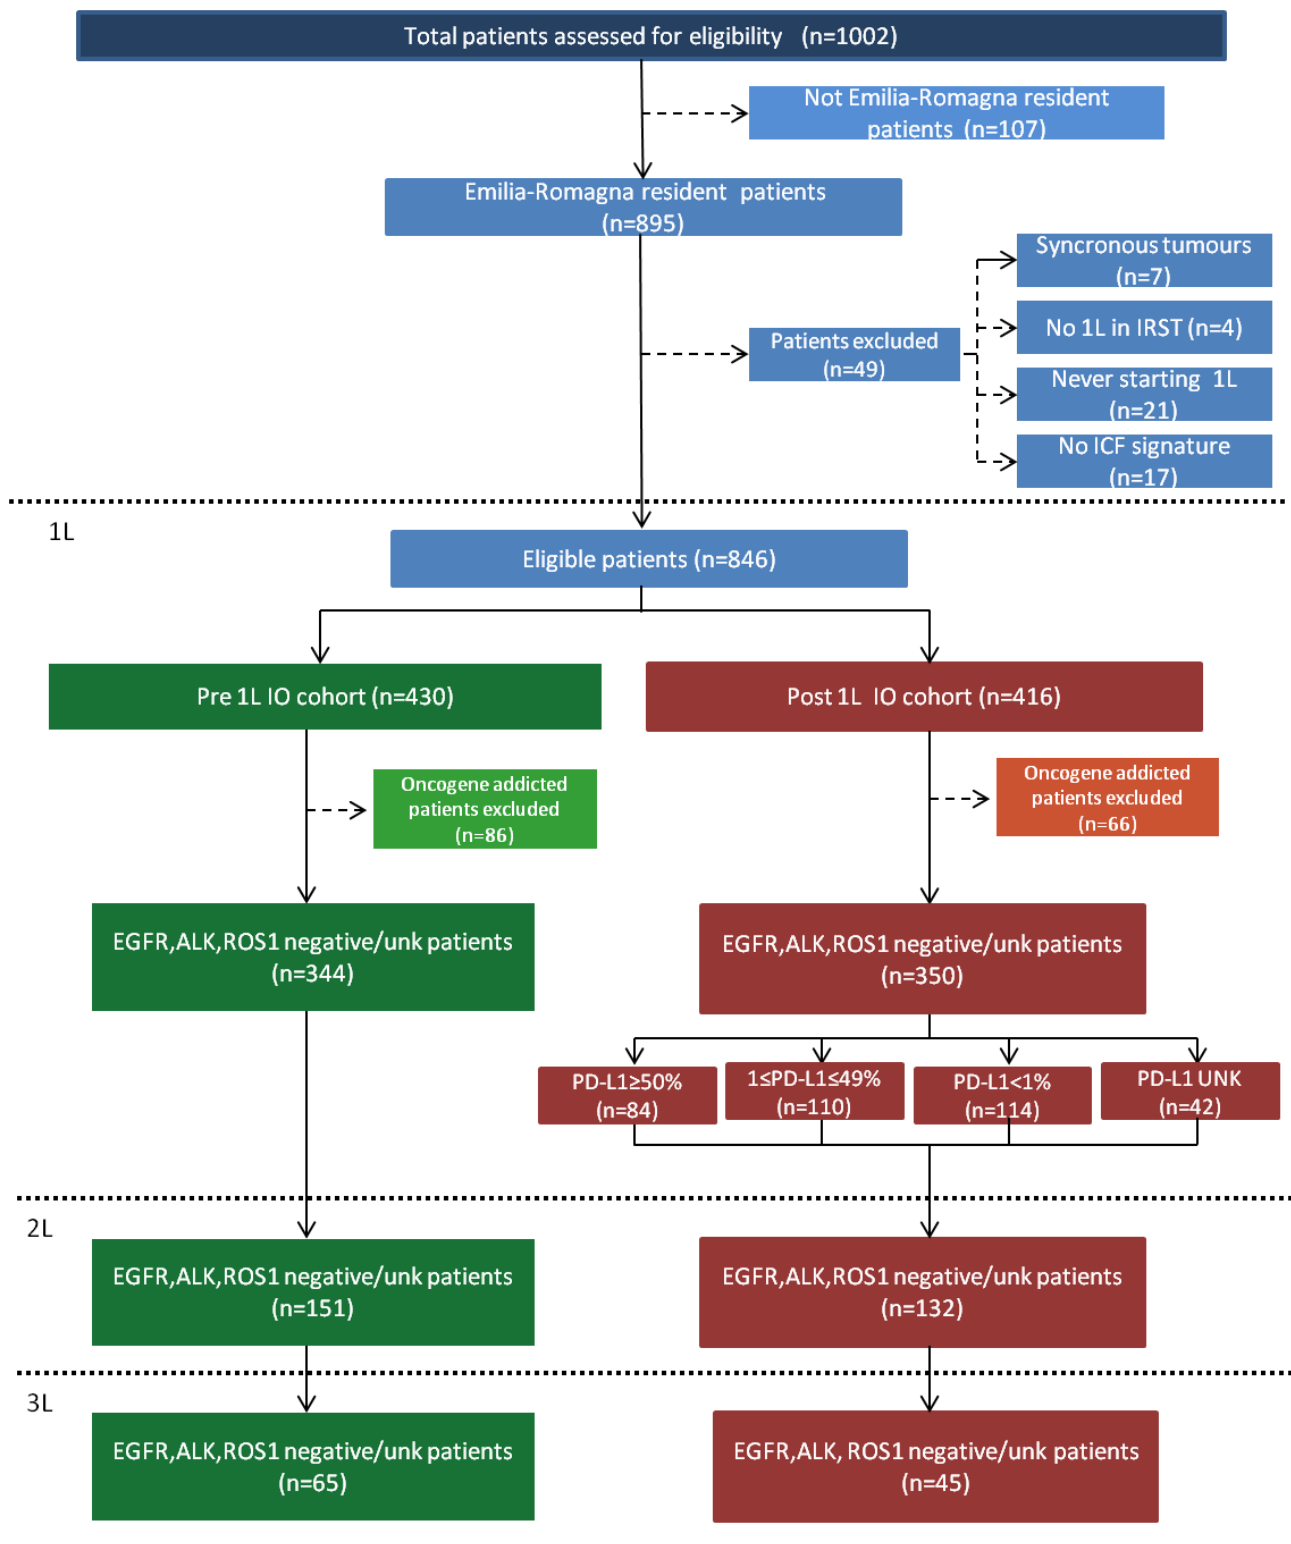 Total patients assessed for eligibility (n=1002)
Not Emilia-Romagna resident
patients (n=107)
Emilia-Romagna resident patients
(n=895)
Syncronous tumours
(n=7)
No 1L in IRST (n=4)
Patients excluded
(n=49)
Never starting 1L
(n=21)
No ICF signature
(n=17)
1L
Eligible patients (n=846)
Pre 1L IO cohort (n=430)
Post 1L IO cohort (n=416)
Oncogene addicted
patients excluded
(n=86)
Oncogene addicted
patients excluded
(n=66)
EGFR,ALK,ROS1 negative/unk patients
(n=344)
EGFR,ALK,ROS1 negative/unk patients
(n=350)
PD-L1≥50%
(n=84)
1≤PD-L1≤49%
(n=110)
PD-L1<1%
(n=114)
PD-L1 UNK
(n=42)
2L
EGFR,ALK,ROS1 negative/unk patients
(n=151)
EGFR,ALK,ROS1 negative/unk patients
(n=132)
3L
EGFR,ALK,ROS1 negative/unk patients
(n=65)
EGFR,ALK, ROS1 negative/unk patients
(n=45)